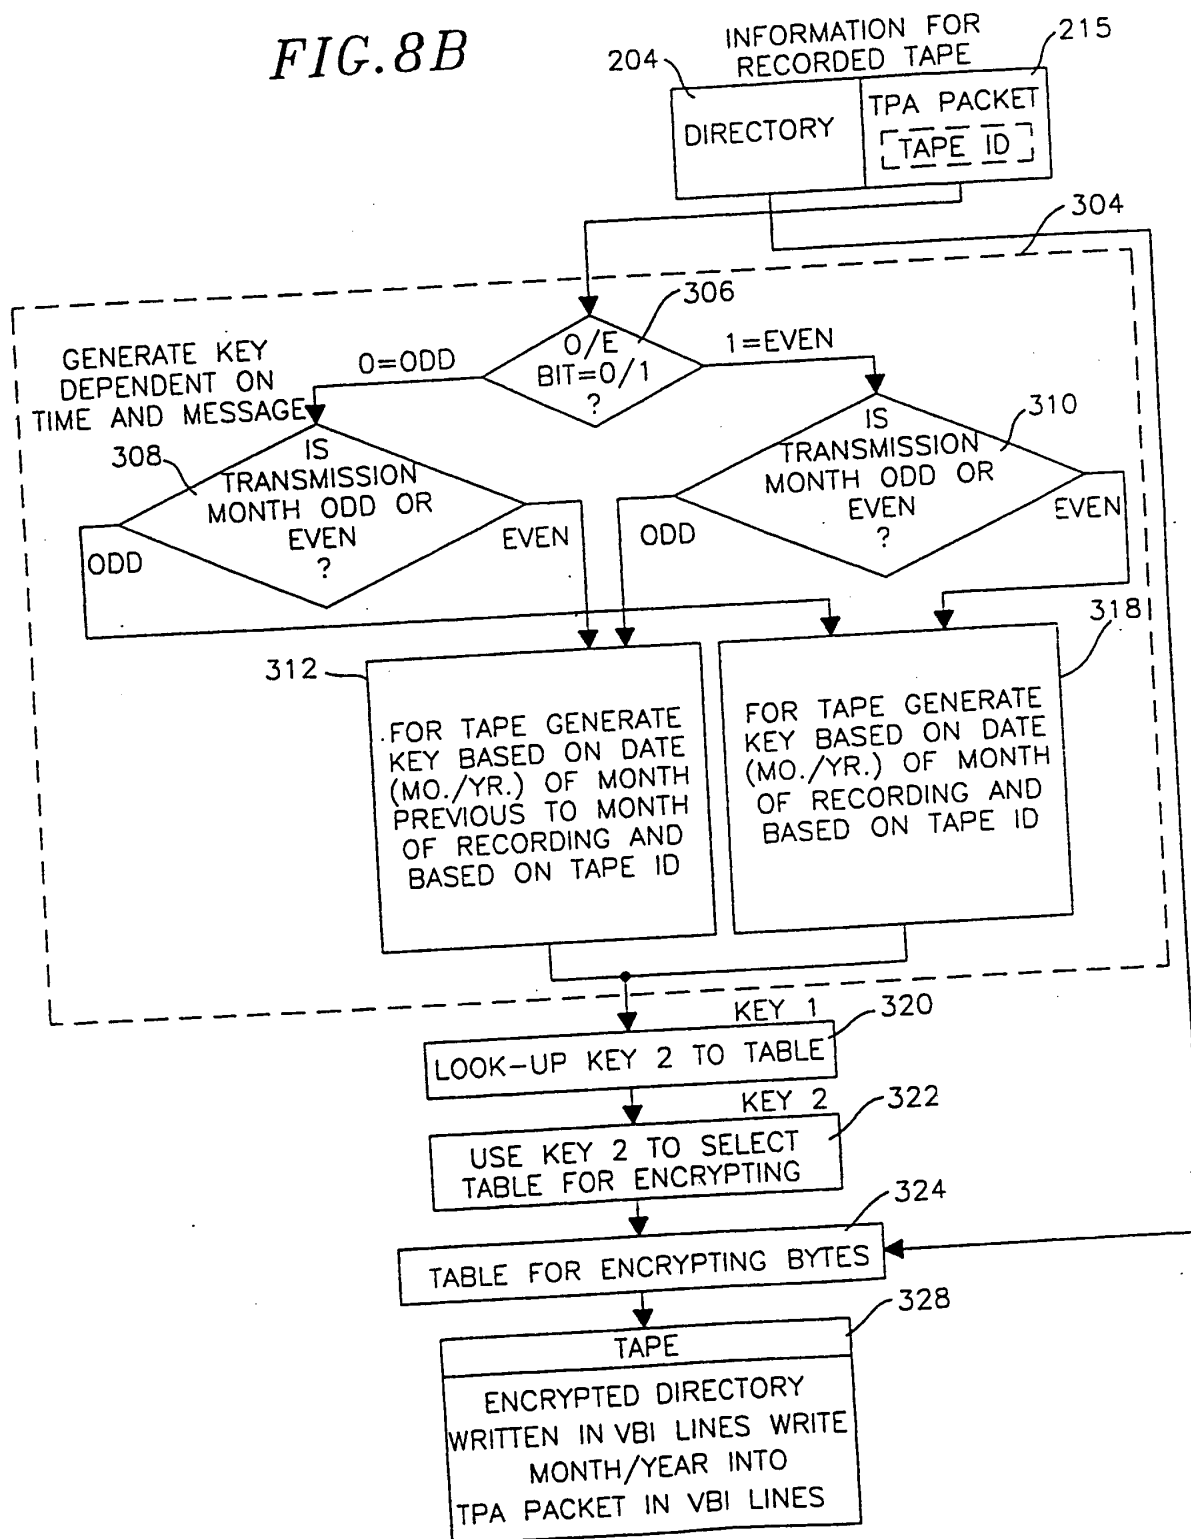 FIG.8B
INFORMATION FOR
RECORDED TAPE
204
215
DIRECTORY
TPA PACKET
TAPE ID
304
306
O/E
BIT=0/1
?
0=ODD
1=EVEN
GENERATE KEY
DEPENDENT ON
TIME AND MESSAGE
308
IS
TRANSMISSION
MONTH ODD OR
EVEN
?
ODD
EVEN
310
IS
TRANSMISSION
MONTH ODD OR
EVEN
?
ODD
EVEN
312
FOR TAPE GENERATE
KEY BASED ON DATE
(MO./YR.) OF MONTH
PREVIOUS TO MONTH
OF RECORDING AND
BASED ON TAPE ID
318
FOR TAPE GENERATE
KEY BASED ON DATE
(MO./YR.) OF MONTH
OF RECORDING AND
BASED ON TAPE ID
KEY 1
320
LOOK-UP KEY 2 TO TABLE
KEY 2
322
USE KEY 2 TO SELECT
TABLE FOR ENCRYPTING
324
TABLE FOR ENCRYPTING BYTES
328
TAPE
ENCRYPTED DIRECTORY
WRITTEN IN VBI LINES WRITE
MONTH/YEAR INTO
TPA PACKET IN VBI LINES